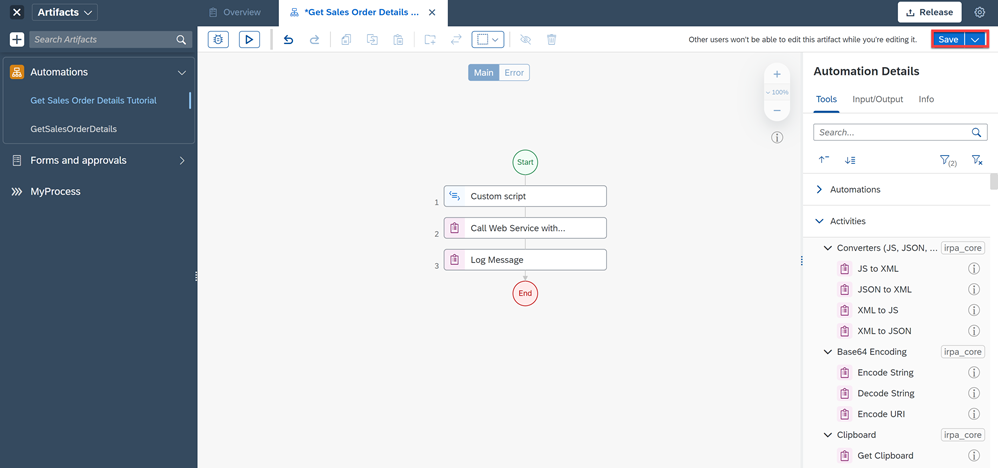 Artifacts
Overview
*Get Sales Order Details ...
Release
Search Artifacts
Other users won't be able to edit this artifact while you're editing it.
Save
Automations
Get Sales Order Details Tutorial
GetSalesOrderDetails
Forms and approvals
MyProcess
Main
Error
100%
Start
1
Custom script
2
Call Web Service with...
3
Log Message
End
Automation Details
Tools
Input/Output
Info
Search...
(2)
Automations
Activities
Converters (JS, JSON, ...
irpa_core
JS to XML
JSON to XML
XML to JS
XML to JSON
Base64 Encoding
irpa_core
Encode String
Decode String
Encode URI
Clipboard
irpa_core
Get Clipboard